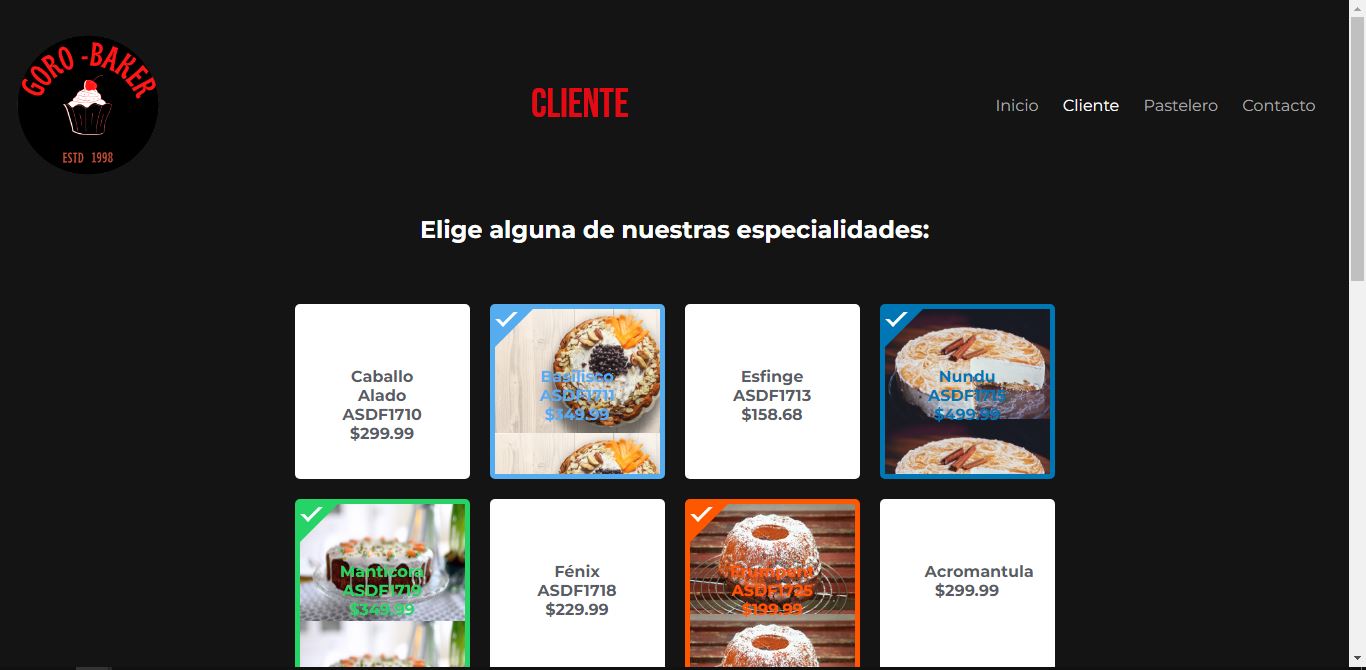 GORO -BAKER
ESTD 1998
CLIENTE
Inicio
Cliente
Pastelero
Contacto
Elige alguna de nuestras especialidades:
Caballo
Alado
ASDF1710
$299.99
Basilisco
ASDF1711
$349.99
Esfinge
ASDF1713
$158.68
Nundu
ASDF1715
$499.99
Manticora
ASDF1719
$349.99
Fénix
ASDF1718
$229.99
ASDF1725
$199.99
Acromantula
$299.99